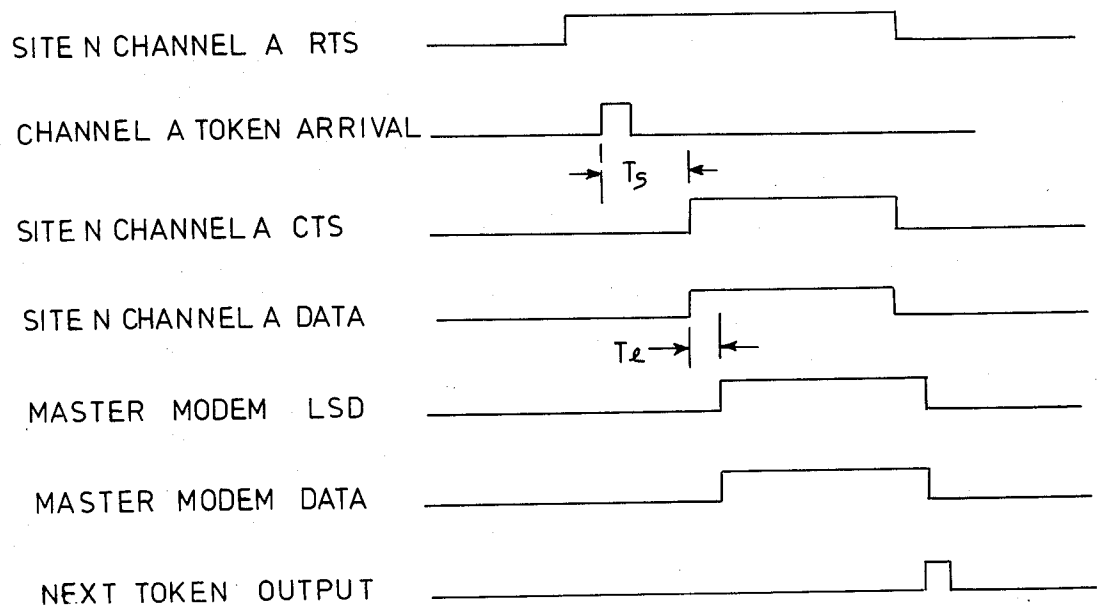 SITE N CHANNEL A RTS
CHANNEL A TOKEN ARRIVAL
Ts
SITE N CHANNEL A CTS
SITE N CHANNEL A DATA
Tl
MASTER MODEM LSD
MASTER MODEM DATA
NEXT TOKEN OUTPUT